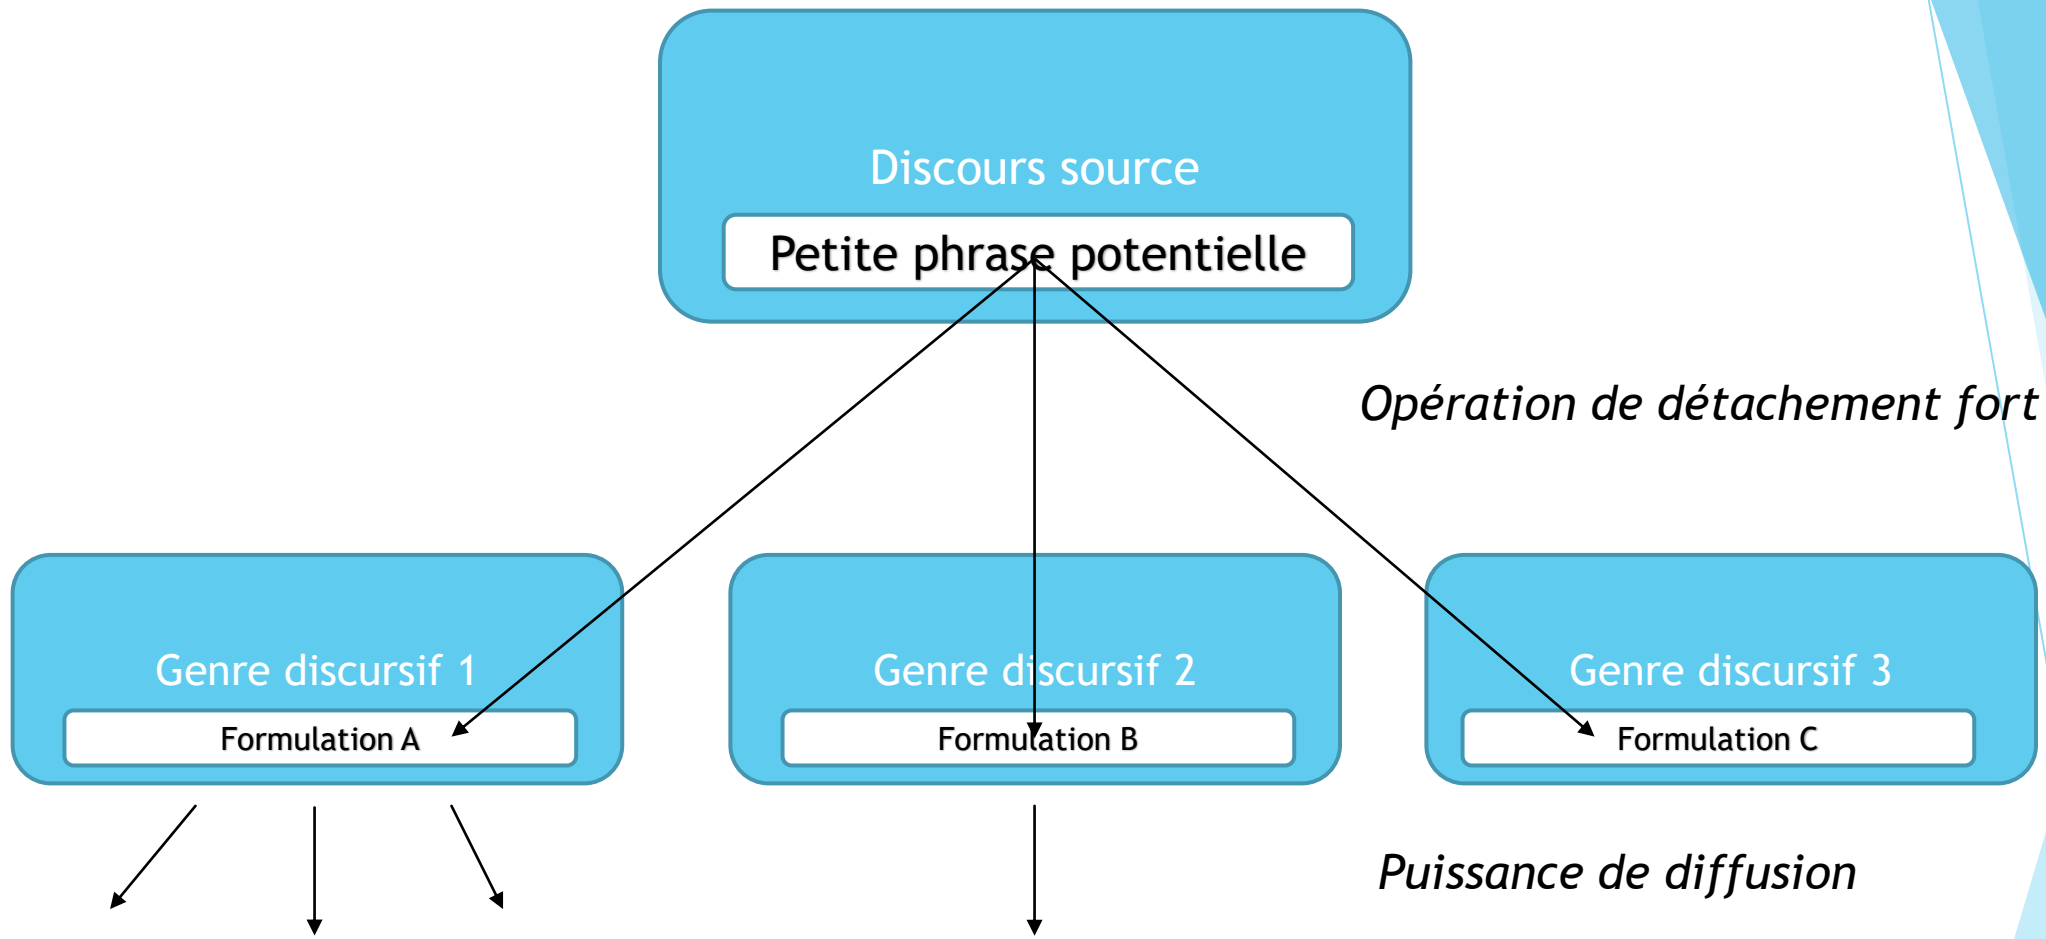 Discours source
Petite phrase potentielle
Opération de détachement fort
Genre discursif 1
Formulation A
Genre discursif 2
Formulation B
Genre discursif 3
Formulation C
Puissance de diffusion